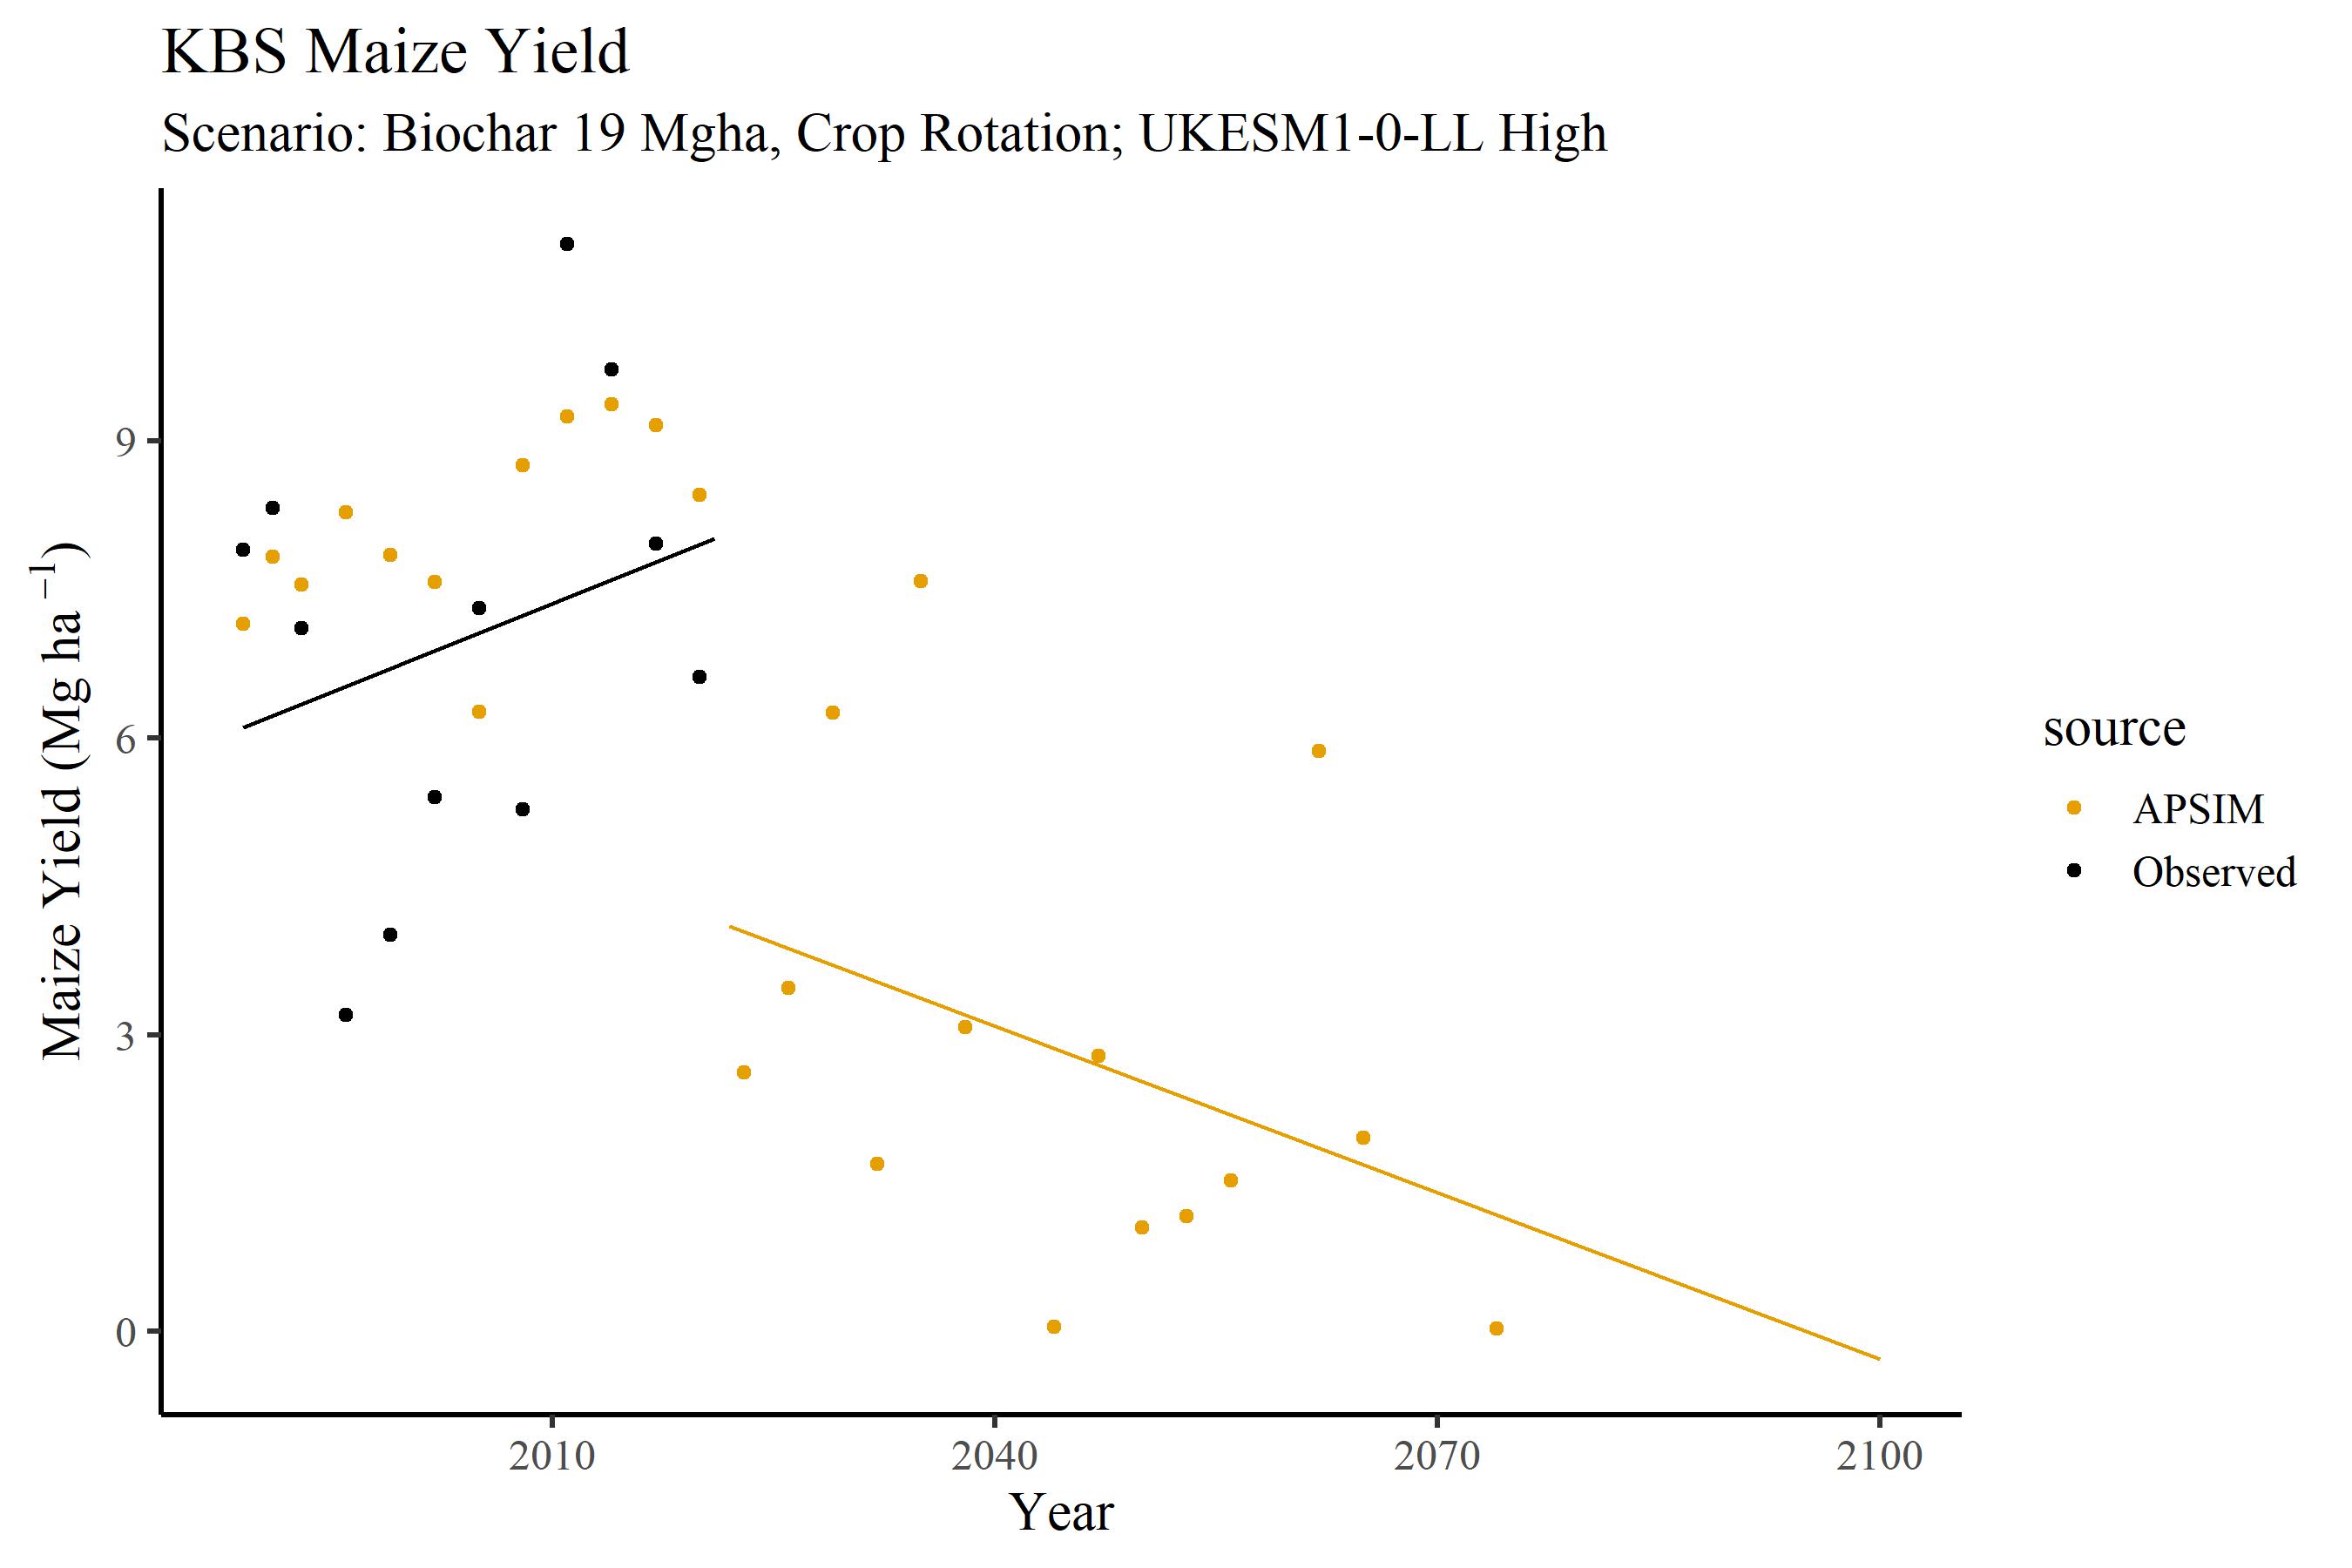 KBS Maize Yield
Scenario: Biochar 19 Mgha, Crop Rotation; UKESM1-0-LL High
Maize Yield (Mg ha −1)
9
6
3
0
2010
2040
2070
2100
Year
source
APSIM
Observed